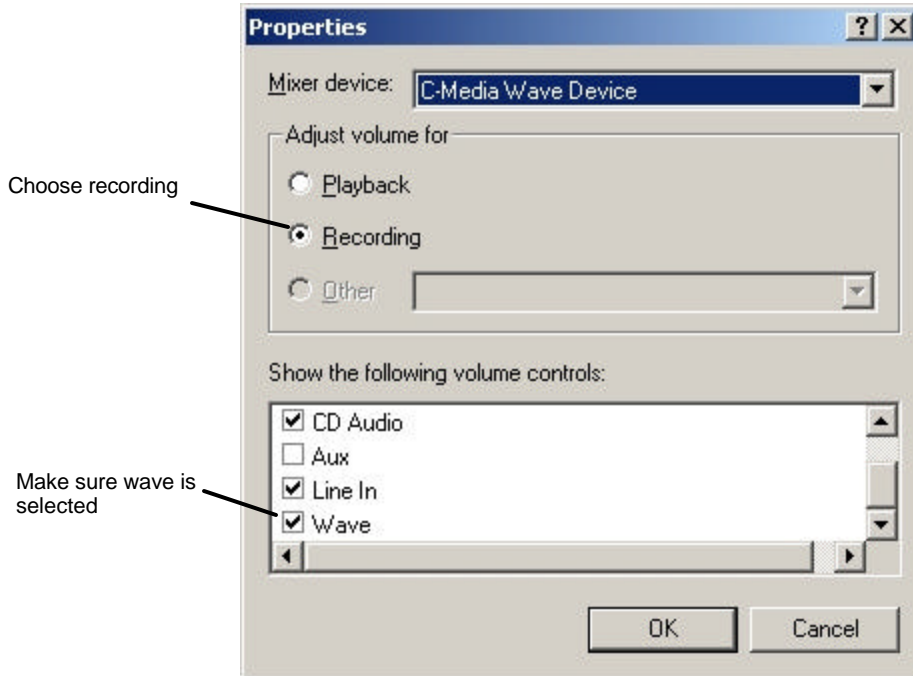 Properties
Mixer device: C-Media Wave Device
Adjust volume for
Playback
Choose recording
Recording
Other
Show the following volume controls:
CD Audio
Aux
Make sure wave is
selected
Line In
Wave
OK Cancel